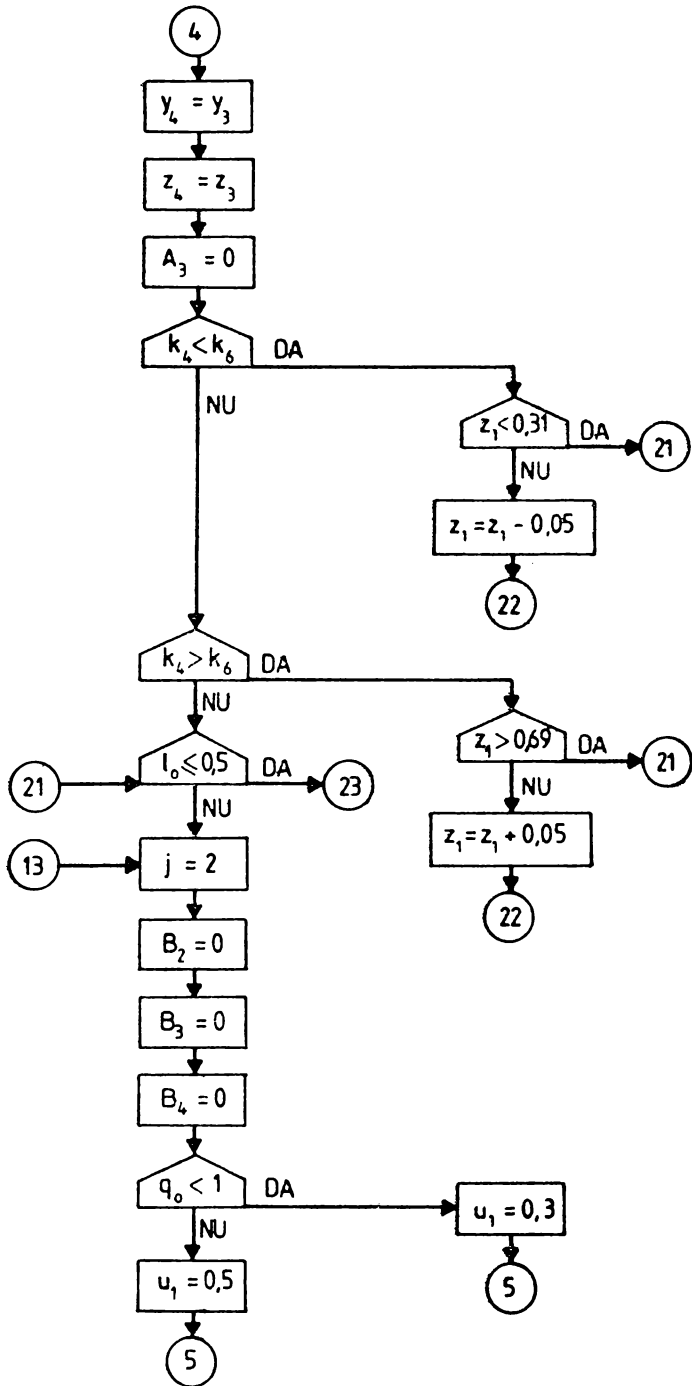 4
y₄ = y₃
z₄ = z₃
A₃ = 0
k₄ < k₆ DA
NU
z₁ < 0,31 DA 21
NU
z₁ = z₁ - 0,05
22
k₄ > k₆ DA
NU
z₁ > 0,69 DA 21
NU
z₁ = z₁ + 0,05
22
21 l₀ ≤ 0,5 DA 23
NU
13 j = 2
B₂ = 0
B₃ = 0
B₄ = 0
q₀ < 1 DA
NU
u₁ = 0,3
5
u₁ = 0,5
5